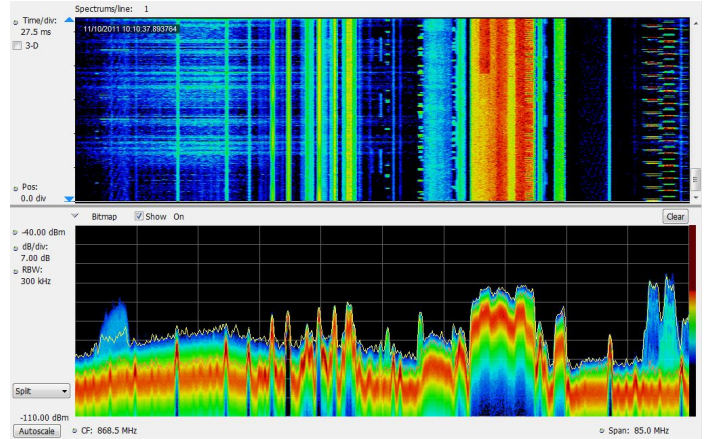 Spectrums/line: 1
Time/div:
27.5 ms
3-D
11/10/2011 10:10:37.893764
Pos:
0.0 div
Bitmap Show On Clear
-40.00 dBm
dB/div:
7.00 dB
RBW:
300 kHz
Split
-110.00 dBm
Autoscale CF: 868.5 MHz Span: 85.0 MHz